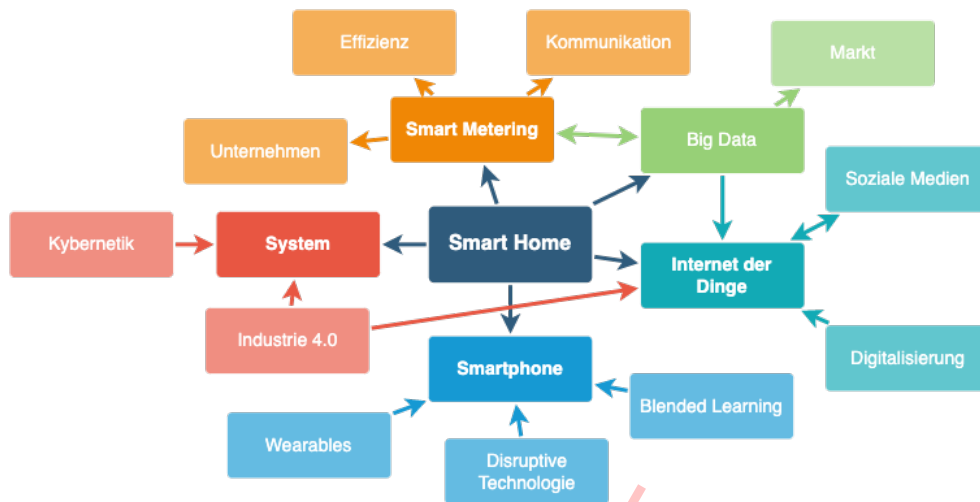 Effizienz
Kommunikation
Markt
Smart Metering
Big Data
Unternehmen
Soziale Medien
Kybernetik
System
Smart Home
Internet der
Dinge
Industrie 4.0
Digitalisierung
Smartphone
Blended Learning
Wearables
Disruptive
Technologie